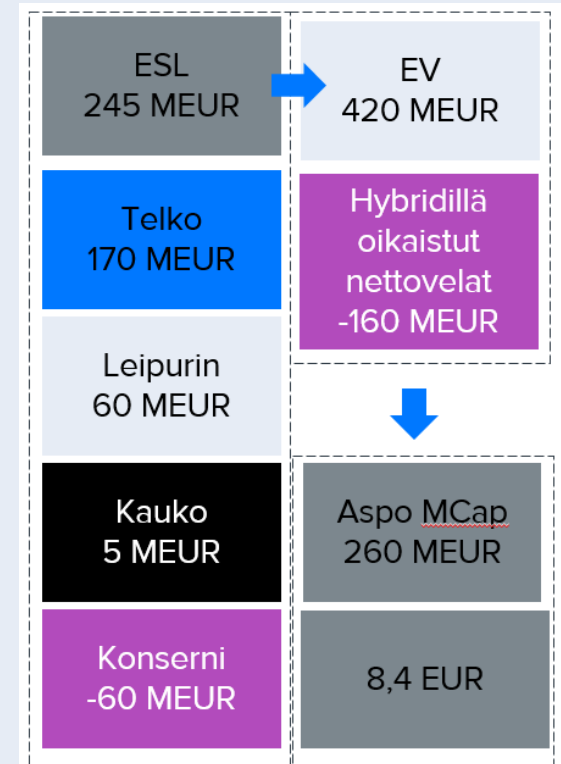 ESL
245 MEUR
Telko
170 MEUR
Leipurin
60 MEUR
Kauko
5 MEUR
Konserni
-60 MEUR
EV
420 MEUR
Hybridillä
oikaistut
nettovelat
-160 MEUR
Aspo MCap
260 MEUR
8,4 EUR